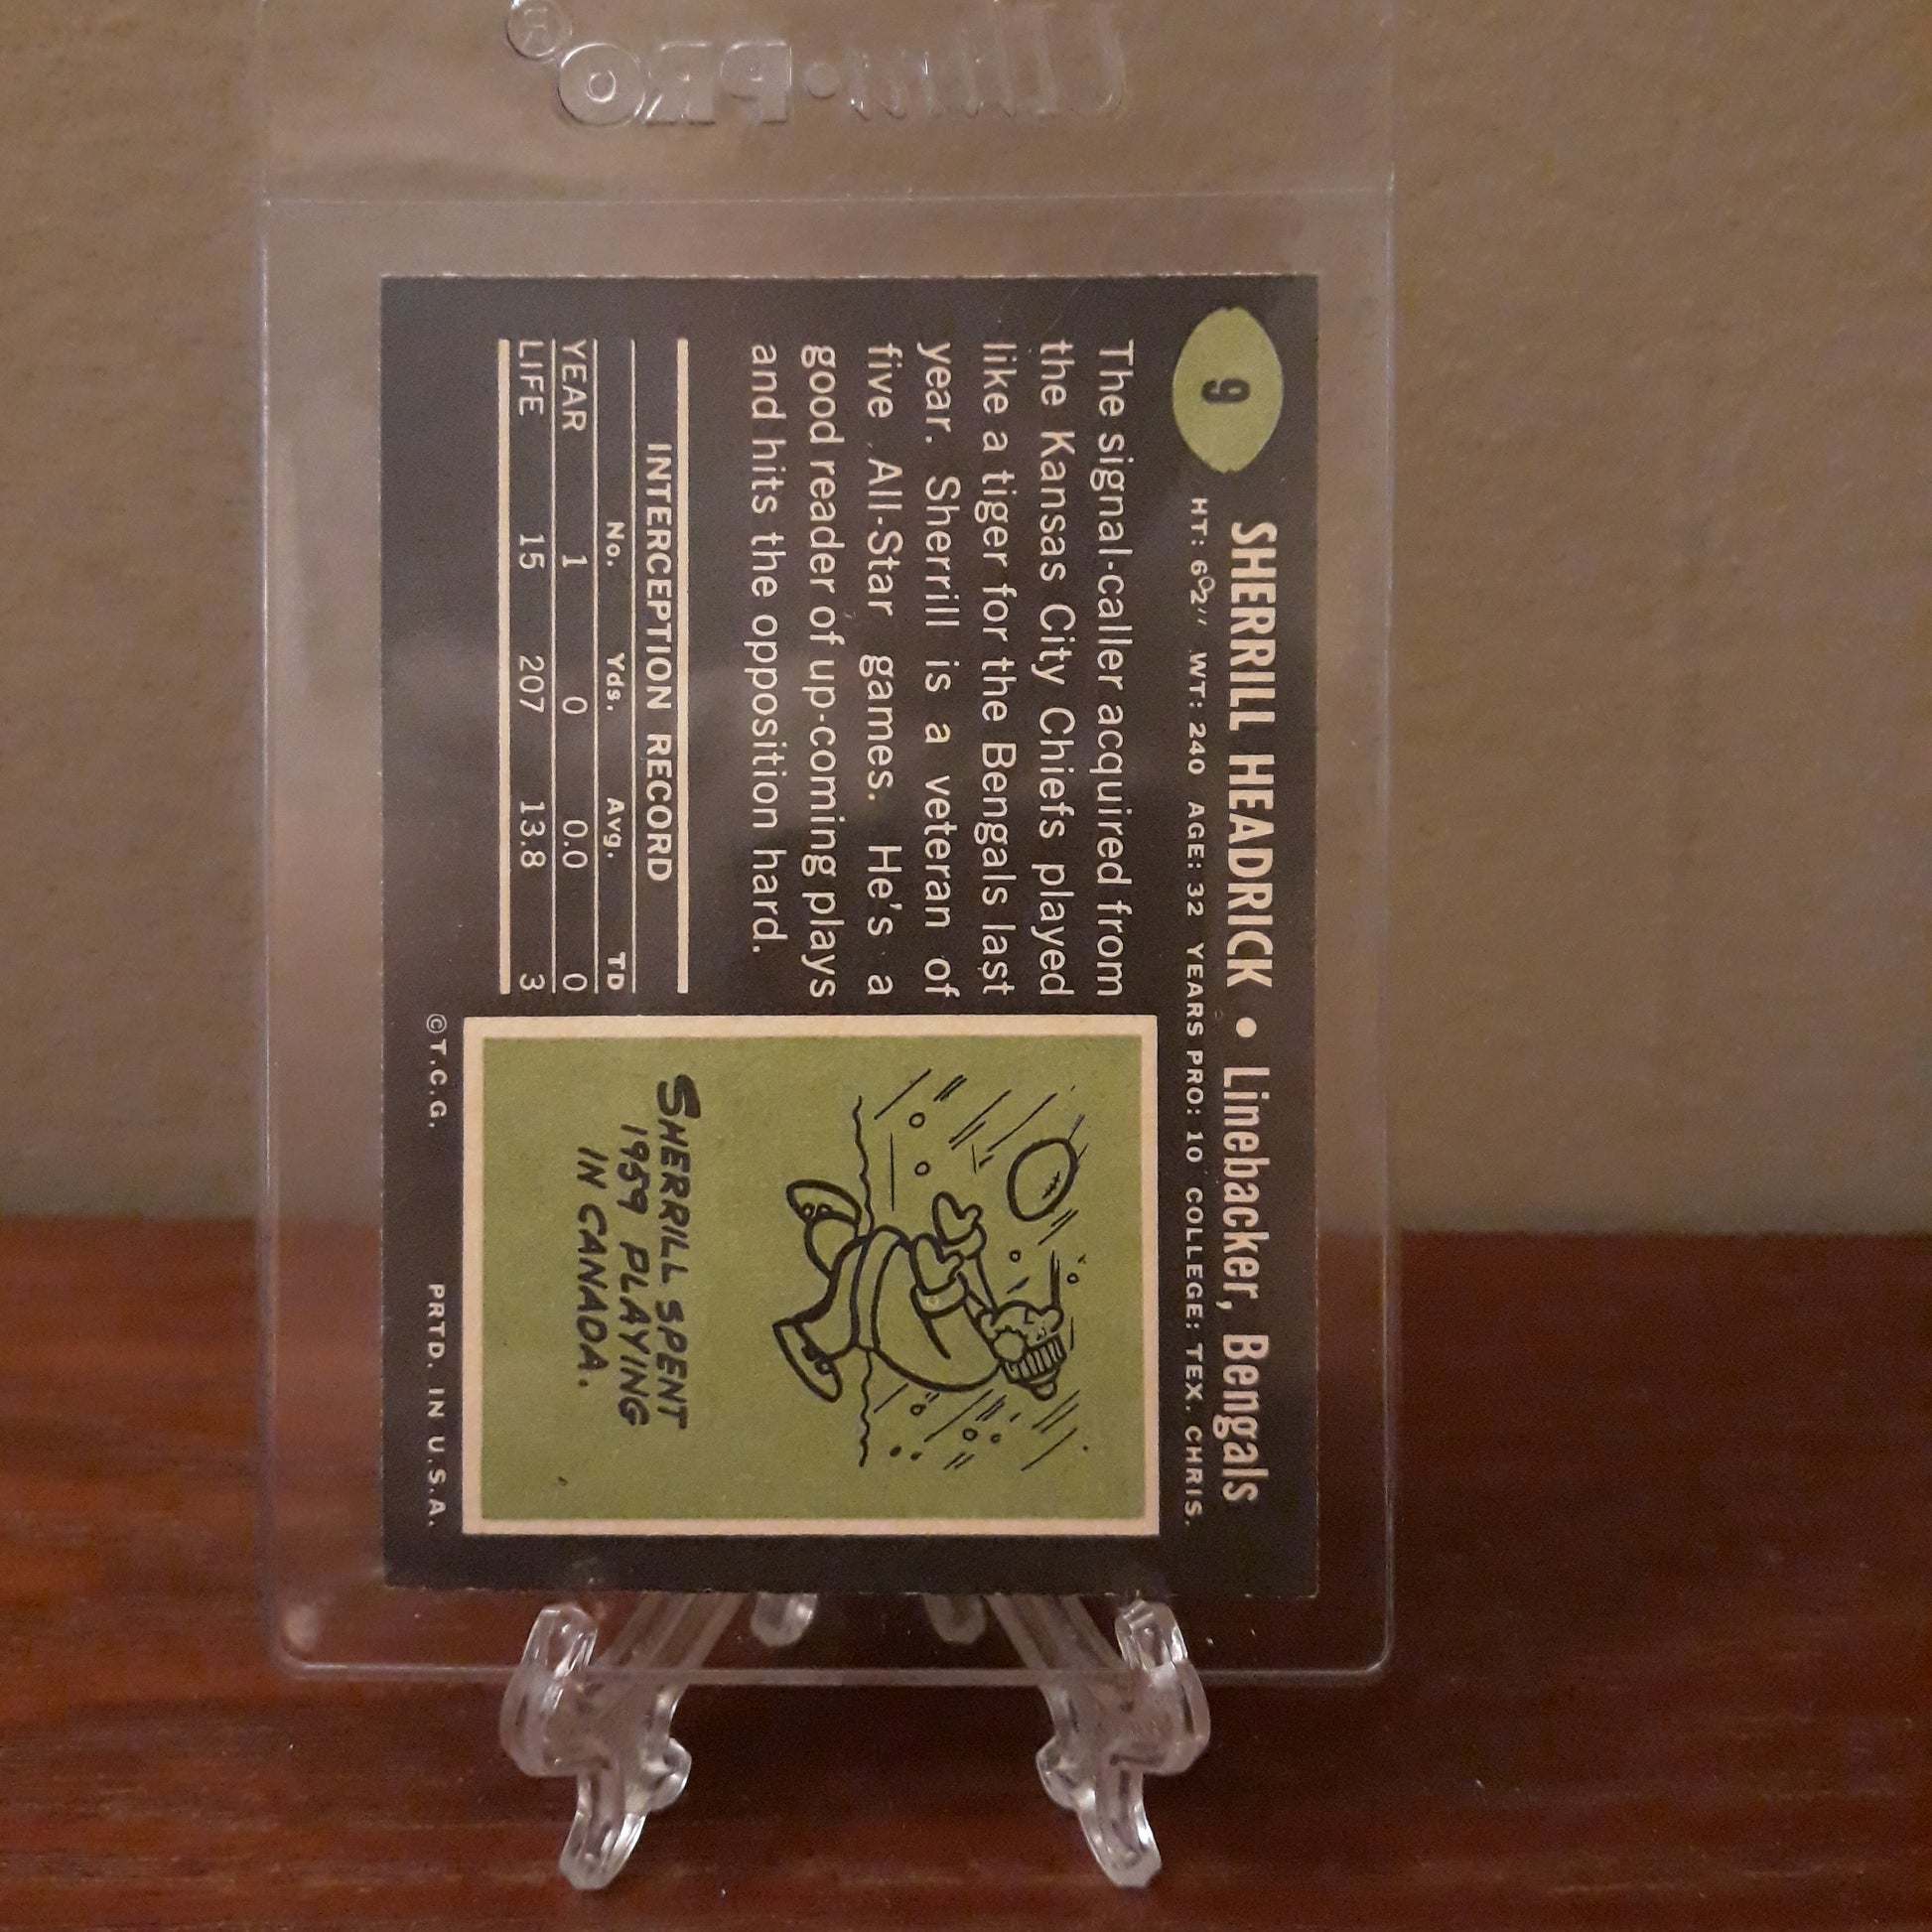 Ultra•PRO®
9
SHERRILL HEADRICK • Linebacker, Bengals
HT: 6'2" WT: 240 AGE: 32 YEARS PRO: 10 COLLEGE: TEX. CHRIS.
The signal-caller acquired from
the Kansas City Chiefs played
like a tiger for the Bengals last
year. Sherrill is a veteran of
five All-Star games. He's a
good reader of up-coming plays
and hits the opposition hard.
INTERCEPTION RECORD
No. Yds. Avg. TD
YEAR 1 0 0.0 0
LIFE 15 207 13.8 3
SHERRILL SPENT
1959 PLAYING
IN CANADA.
©T.C.G. PRTD. IN U.S.A.